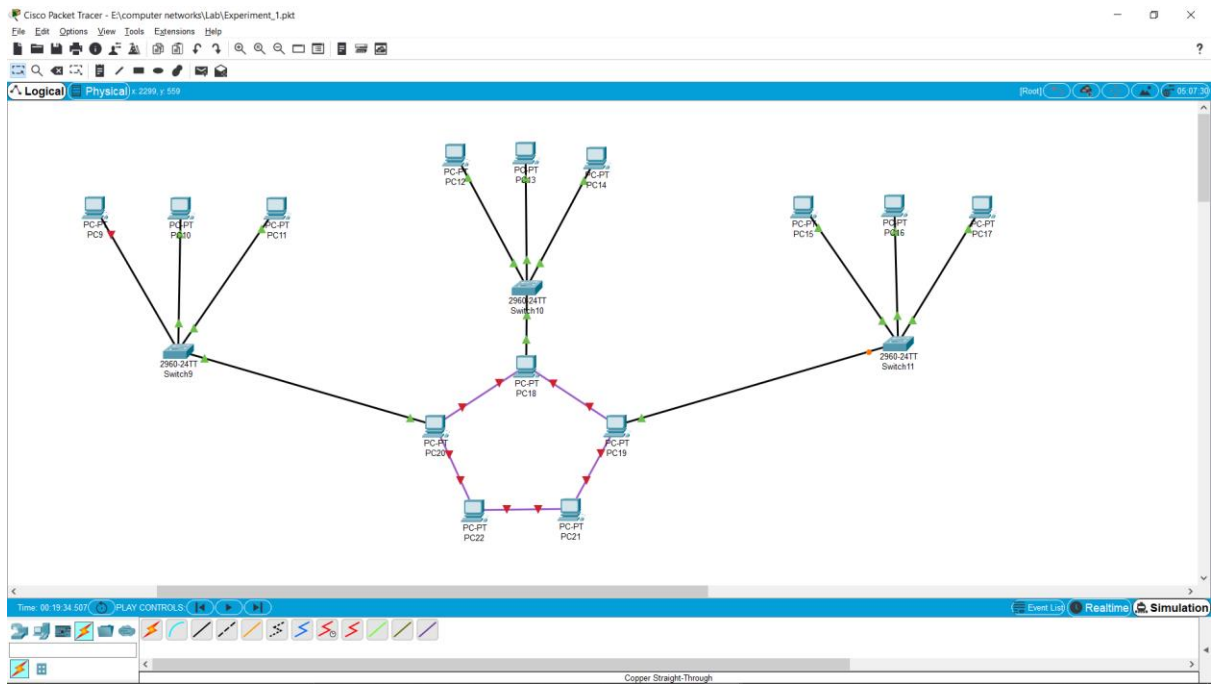 Cisco Packet Tracer - E:\computer networks\Lab\Experiment_1.pkt
File Edit Options View Tools Extensions Help
?
Logical
Physical
x: 2299, y: 559
[Root]
05:07:30
PC-PT
PC12
PC-PT
PC13
PC-PT
PC14
PC-PT
PC9
PC-PT
PC10
PC-PT
PC11
PC-PT
PC15
PC-PT
PC16
PC-PT
PC17
2960-24TT
Switch10
2960-24TT
Switch9
2960-24TT
Switch11
PC-PT
PC18
PC-PT
PC20
PC-PT
PC19
PC-PT
PC22
PC-PT
PC21
Time: 00:19:34.507
PLAY CONTROLS:
Event List
Realtime
Simulation
Copper Straight-Through